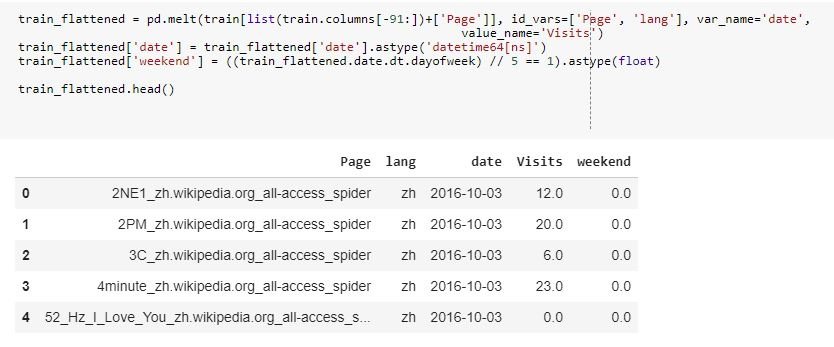 train_flattened = pd.melt(train[list(train.columns[-91:])+['Page']], id_vars=['Page', 'lang'], var_name='date',
value_name='Visits')
train_flattened['date'] = train_flattened['date'].astype('datetime64[ns]')
train_flattened['weekend'] = ((train_flattened.date.dt.dayofweek) // 5 == 1).astype(float)
train_flattened.head()
Page lang date Visits weekend
0 2NE1_zh.wikipedia.org_all-access_spider zh 2016-10-03 12.0 0.0
1 2PM_zh.wikipedia.org_all-access_spider zh 2016-10-03 20.0 0.0
2 3C_zh.wikipedia.org_all-access_spider zh 2016-10-03 6.0 0.0
3 4minute_zh.wikipedia.org_all-access_spider zh 2016-10-03 23.0 0.0
4 52_Hz_I_Love_You_zh.wikipedia.org_all-access_s... zh 2016-10-03 0.0 0.0